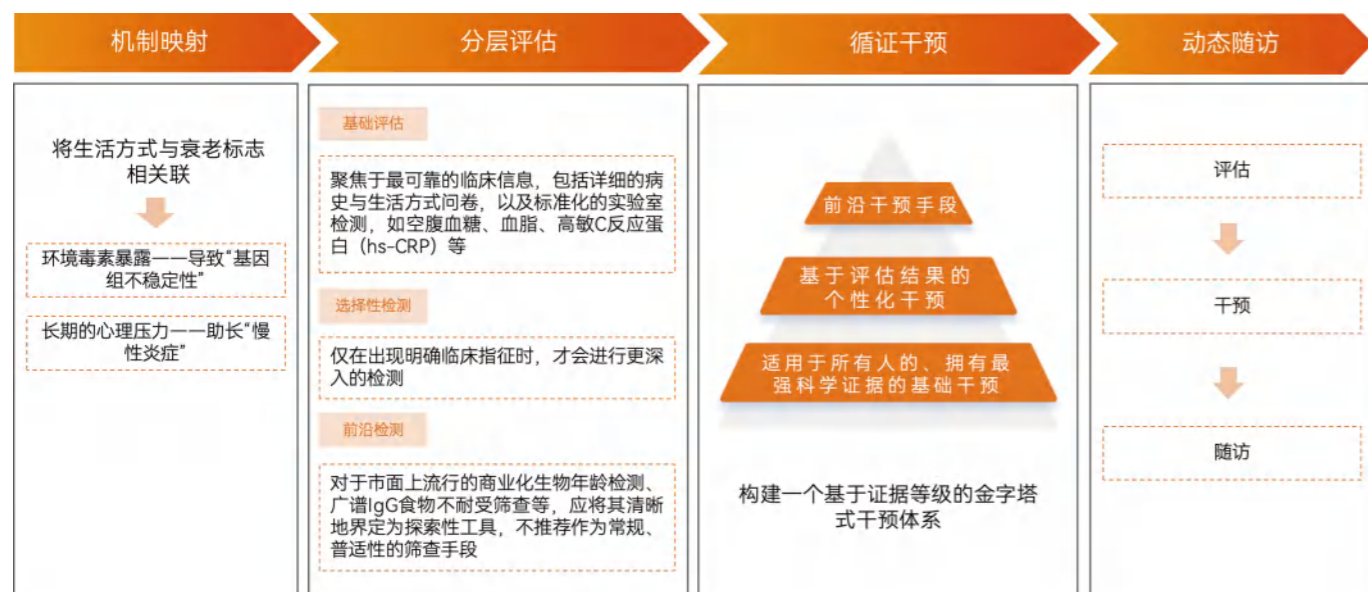 机制映射
分层评估
循证干预
动态随访
将生活方式与衰老标志
相关联
环境毒素暴露——导致“基因
组不稳定性”
长期的心理压力——助长“慢
性炎症”
基础评估
聚焦于最可靠的临床信息，包括详细的病
史与生活方式问卷，以及标准化的实验室
检测，如空腹血糖、血脂、高敏C反应蛋
白（hs-CRP）等
选择性检测
仅在出现明确临床指征时，才会进行更深
入的检测
前沿检测
对于市面上流行的商业化生物年龄检测、
广谱IgG食物不耐受筛查等，应将其清晰
地界定为探索性工具，不推荐作为常规、
普适性的筛查手段
前沿干预手段
基于评估结果的
个性化干预
适用于所有人的、拥有最
强科学证据的基础干预
构建一个基于证据等级的金字塔
式干预体系
评估
干预
随访